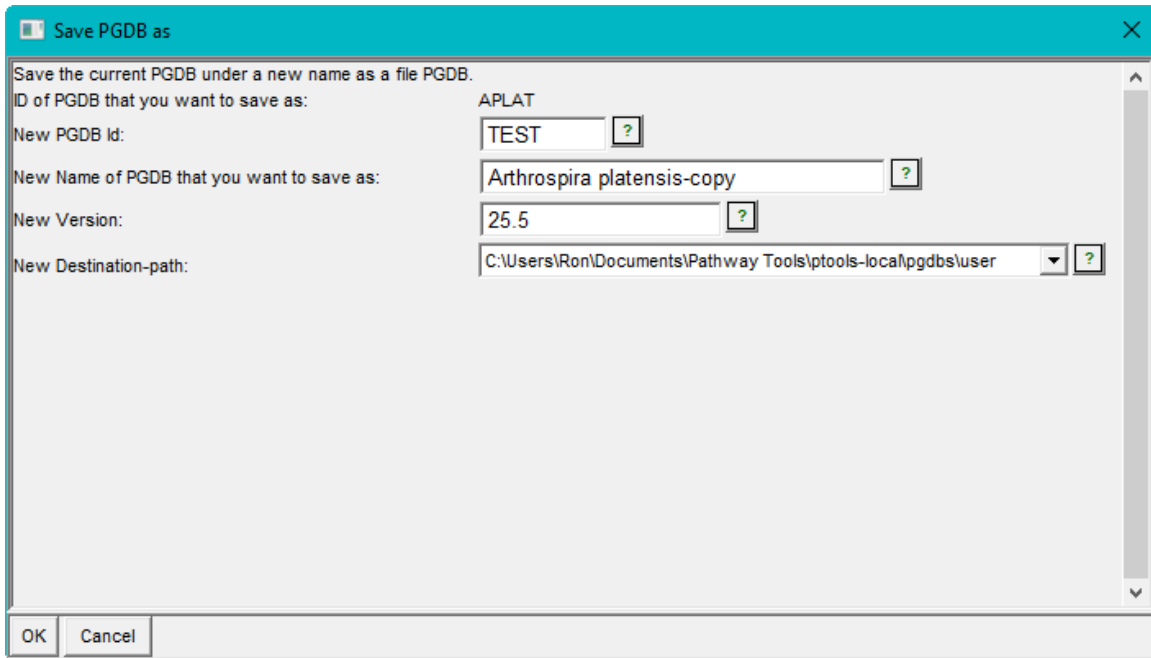 Save PGDB as
Save the current PGDB under a new name as a file PGDB.
ID of PGDB that you want to save as: APLAT
New PGDB Id: TEST ?
New Name of PGDB that you want to save as: Arthrospira platensis-copy ?
New Version: 25.5 ?
New Destination-path: C:\Users\Ron\Documents\Pathway Tools\ptools-local\pgdbs\user ?
OK Cancel